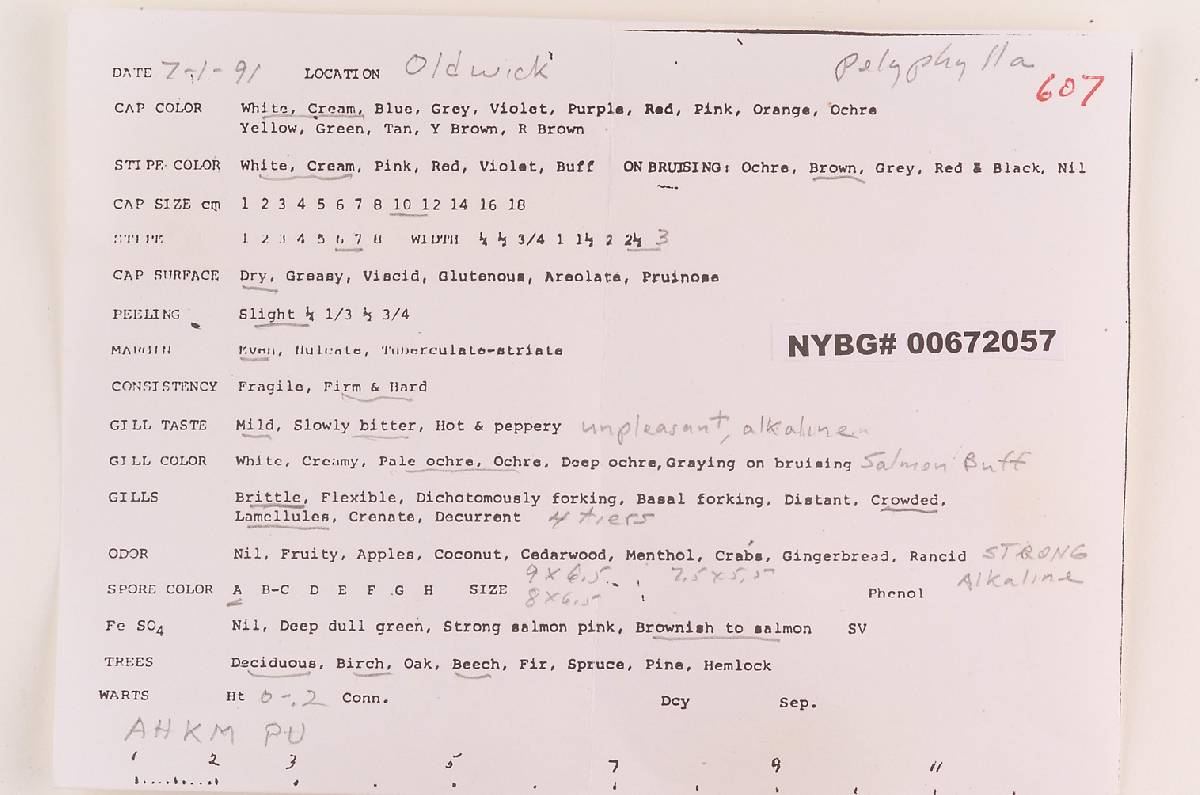 DATE 7-1-91 LOCATION Oldwick Polyphylla
607
CAP COLOR White, Cream, Blue, Grey, Violet, Purple, Red, Pink, Orange, Ochre
Yellow, Green, Tan, Y Brown, R Brown
STIPE COLOR White, Cream, Pink, Red, Violet, Buff ON BRUISING: Ochre, Brown, Grey, Red & Black, Nil
CAP SIZE cm 1 2 3 4 5 6 7 8 10 12 14 16 18
STIPE 1 2 3 4 5 6 7 8 WIDTH ¼ ½ 3/4 1 1½ 2 2½ 3
CAP SURFACE Dry, Greasy, Viscid, Glutenous, Areolate, Pruinose
PEELING Slight ¼ 1/3 ½ 3/4
NYBG# 00672057
MARGIN Even, Sulcate, Tuberculate-striate
CONSISTENCY Fragile, Firm & Hard
GILL TASTE Mild, Slowly bitter, Hot & peppery unpleasant, alkaline
GILL COLOR White, Creamy, Pale ochre, Ochre, Deep ochre, Graying on bruising Salmon Buff
GILLS Brittle, Flexible, Dichotomously forking, Basal forking, Distant, Crowded,
Lamellules, Crenate, Decurrent 4 tiers
ODOR Nil, Fruity, Apples, Coconut, Cedarwood, Menthol, Crabs, Gingerbread, Rancid STRONG
Alkaline
SPORE COLOR A B-C D E F G H SIZE 9 x 6.5 7.5 x 5.5 Phenol
8 x 6.5
Fe SO4 Nil, Deep dull green, Strong salmon pink, Brownish to salmon SV
TREES Deciduous, Birch, Oak, Beech, Fir, Spruce, Pine, Hemlock
WARTS Ht 0-.2 Conn. Dcy Sep.
AHKM PU
1 2 3 5 7 9 11